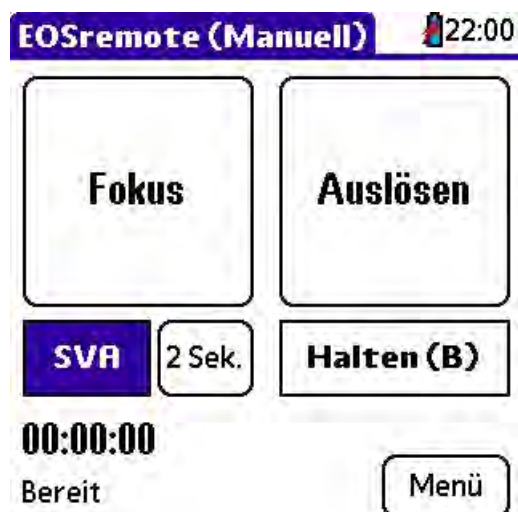 EOSremote (Manuell) 22:00
Fokus Auslösen
SVA 2 Sek. Halten (B)
00:00:00
Bereit Menü